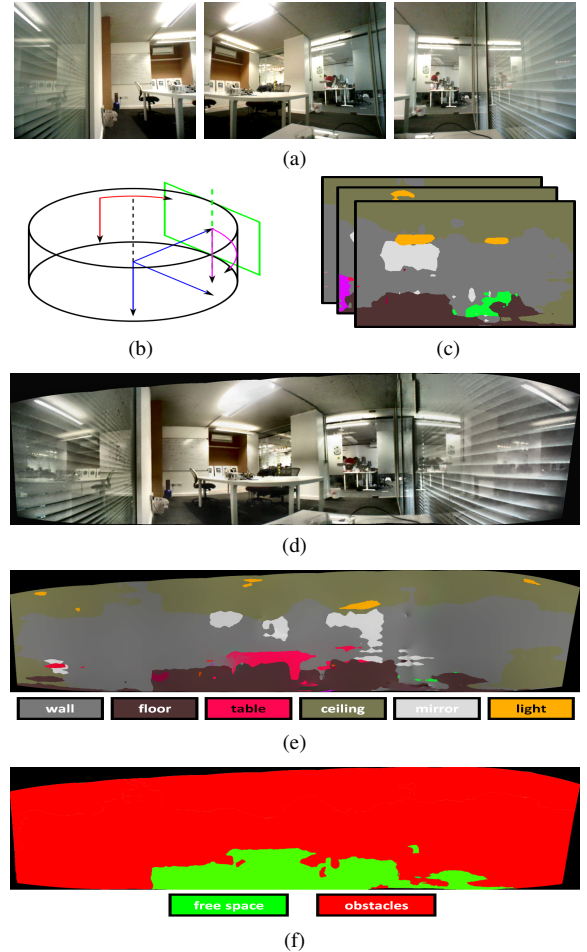 (a)
(b)
(c)
(d)
wall floor table ceiling mirror light
(e)
free space obstacles
(f)